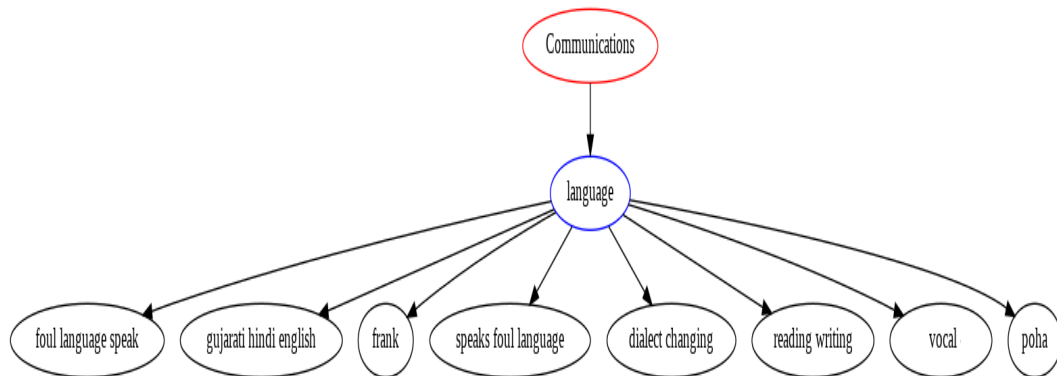 Communications
language
foul language speak
gujarati hindi english
frank
speaks foul language
dialect changing
reading writing
vocal
poha